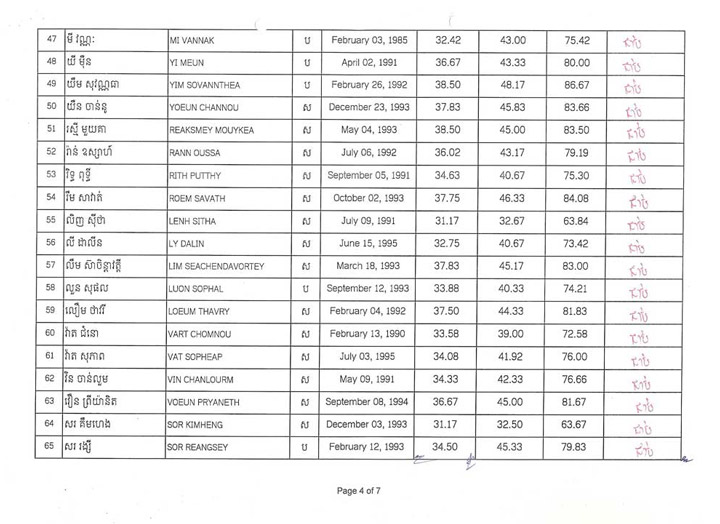 47 មី វណ្ណៈ MI VANNAK ប February 03, 1985 32.42 43.00 75.42 ជាប់
48 យី ម៉ឺន YI MEUN ប April 02, 1991 36.67 43.33 80.00 ជាប់
49 យឹម សុវណ្ណធា YIM SOVANNTHEA ប February 26, 1992 38.50 48.17 86.67 ជាប់
50 យឺន ចាន់នូ YOEUN CHANNOU ស December 23, 1993 37.83 45.83 83.66 ជាប់
51 រស្មី មួយគា REAKSMEY MOUYKEA ស May 04, 1993 38.50 45.00 83.50 ជាប់
52 រ៉ាន់ ឧស្សាហ៍ RANN OUSSA ស July 06, 1992 36.02 43.17 79.19 ជាប់
53 រិទ្ធ ពុទ្ធី RITH PUTTHY ស September 05, 1991 34.63 40.67 75.30 ជាប់
54 រឹម សាវ៉ាត់ ROEM SAVATH ស October 02, 1993 37.75 46.33 84.08 ជាប់
55 លិញ ស៊ីថា LENH SITHA ស July 09, 1991 31.17 32.67 63.84 ជាប់
56 លី ដាលីន LY DALIN ស June 15, 1995 32.75 40.67 73.42 ជាប់
57 លឹម ស៊ាចិន្តាវត្តី LIM SEACHENDAVORTEY ស March 18, 1993 37.83 45.17 83.00 ជាប់
58 លួន សុផល LUON SOPHAL ប September 12, 1993 33.88 40.33 74.21 ជាប់
59 លឿម ថាវរី LOEUM THAVRY ស February 04, 1992 37.50 44.33 81.83 ជាប់
60 វ៉ាត ជំនោ VART CHOMNOU ស February 13, 1990 33.58 39.00 72.58 ជាប់
61 វ៉ាត សុភាព VAT SOPHEAP ស July 03, 1995 34.08 41.92 76.00 ជាប់
62 វិន ចាន់លួម VIN CHANLOURM ស May 09, 1991 34.33 42.33 76.66 ជាប់
63 វឿន ព្រីយ៉ានិត VOEUN PRYANETH ស September 08, 1994 36.67 45.00 81.67 ជាប់
64 សរ គឹមហេង SOR KIMHENG ស December 03, 1993 31.17 32.50 63.67 ជាប់
65 សរ រង្សី SOR REANGSEY ប February 12, 1993 34.50 45.33 79.83 ជាប់
Page 4 of 7